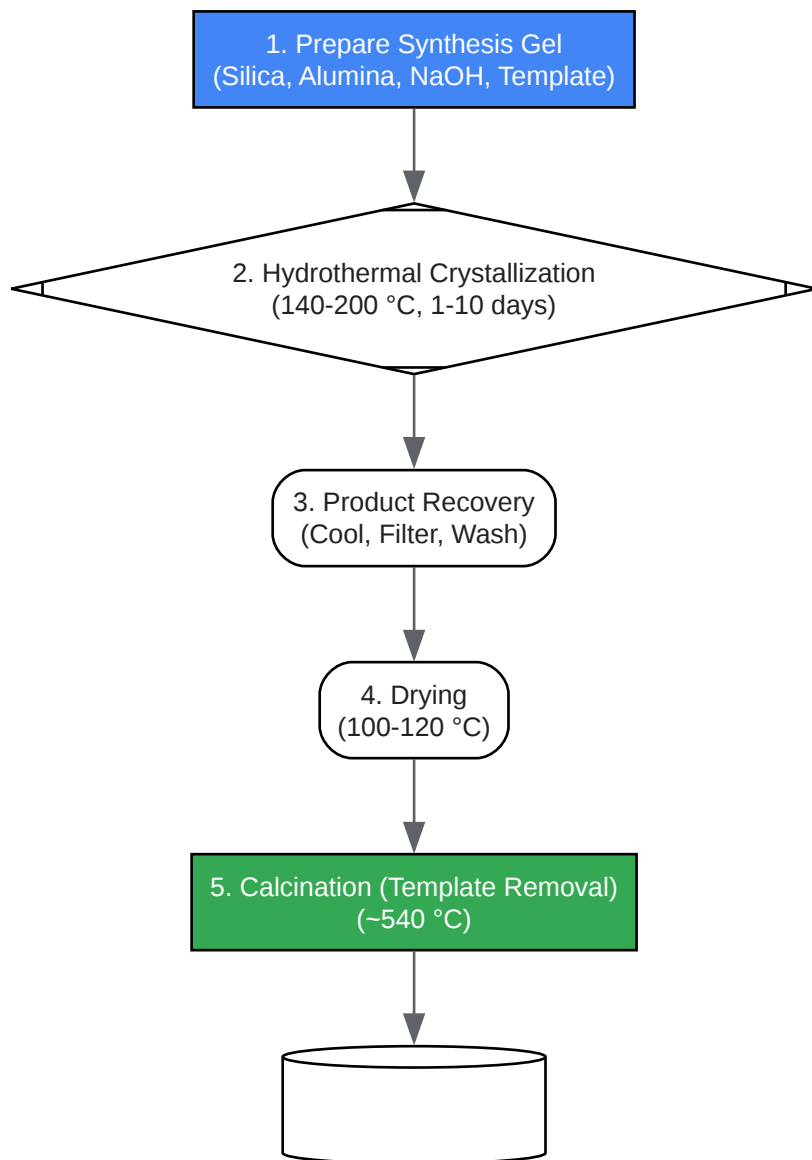 1. Prepare Synthesis Gel
(Silica, Alumina, NaOH, Template)
2. Hydrothermal Crystallization
(140-200 °C, 1-10 days)
3. Product Recovery
(Cool, Filter, Wash)
4. Drying
(100-120 °C)
5. Calcination (Template Removal)
(~540 °C)